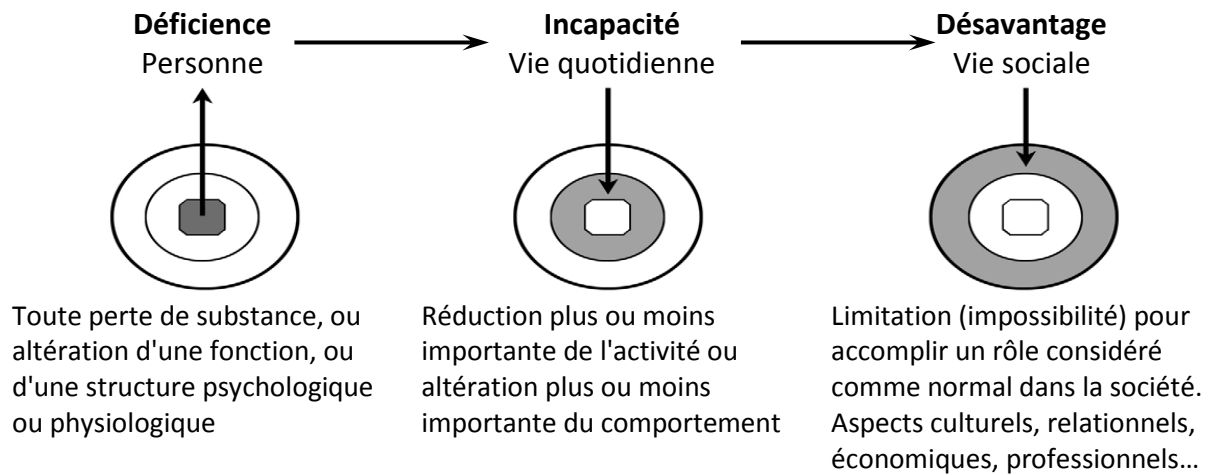 Déficience
Personne
Incapacité
Vie quotidienne
Désavantage
Vie sociale
Toute perte de substance, ou
altération d'une fonction, ou
d'une structure psychologique
ou physiologique
Réduction plus ou moins
importante de l'activité ou
altération plus ou moins
importante du comportement
Limitation (impossibilité) pour
accomplir un rôle considéré
comme normal dans la société.
Aspects culturels, relationnels,
économiques, professionnels...